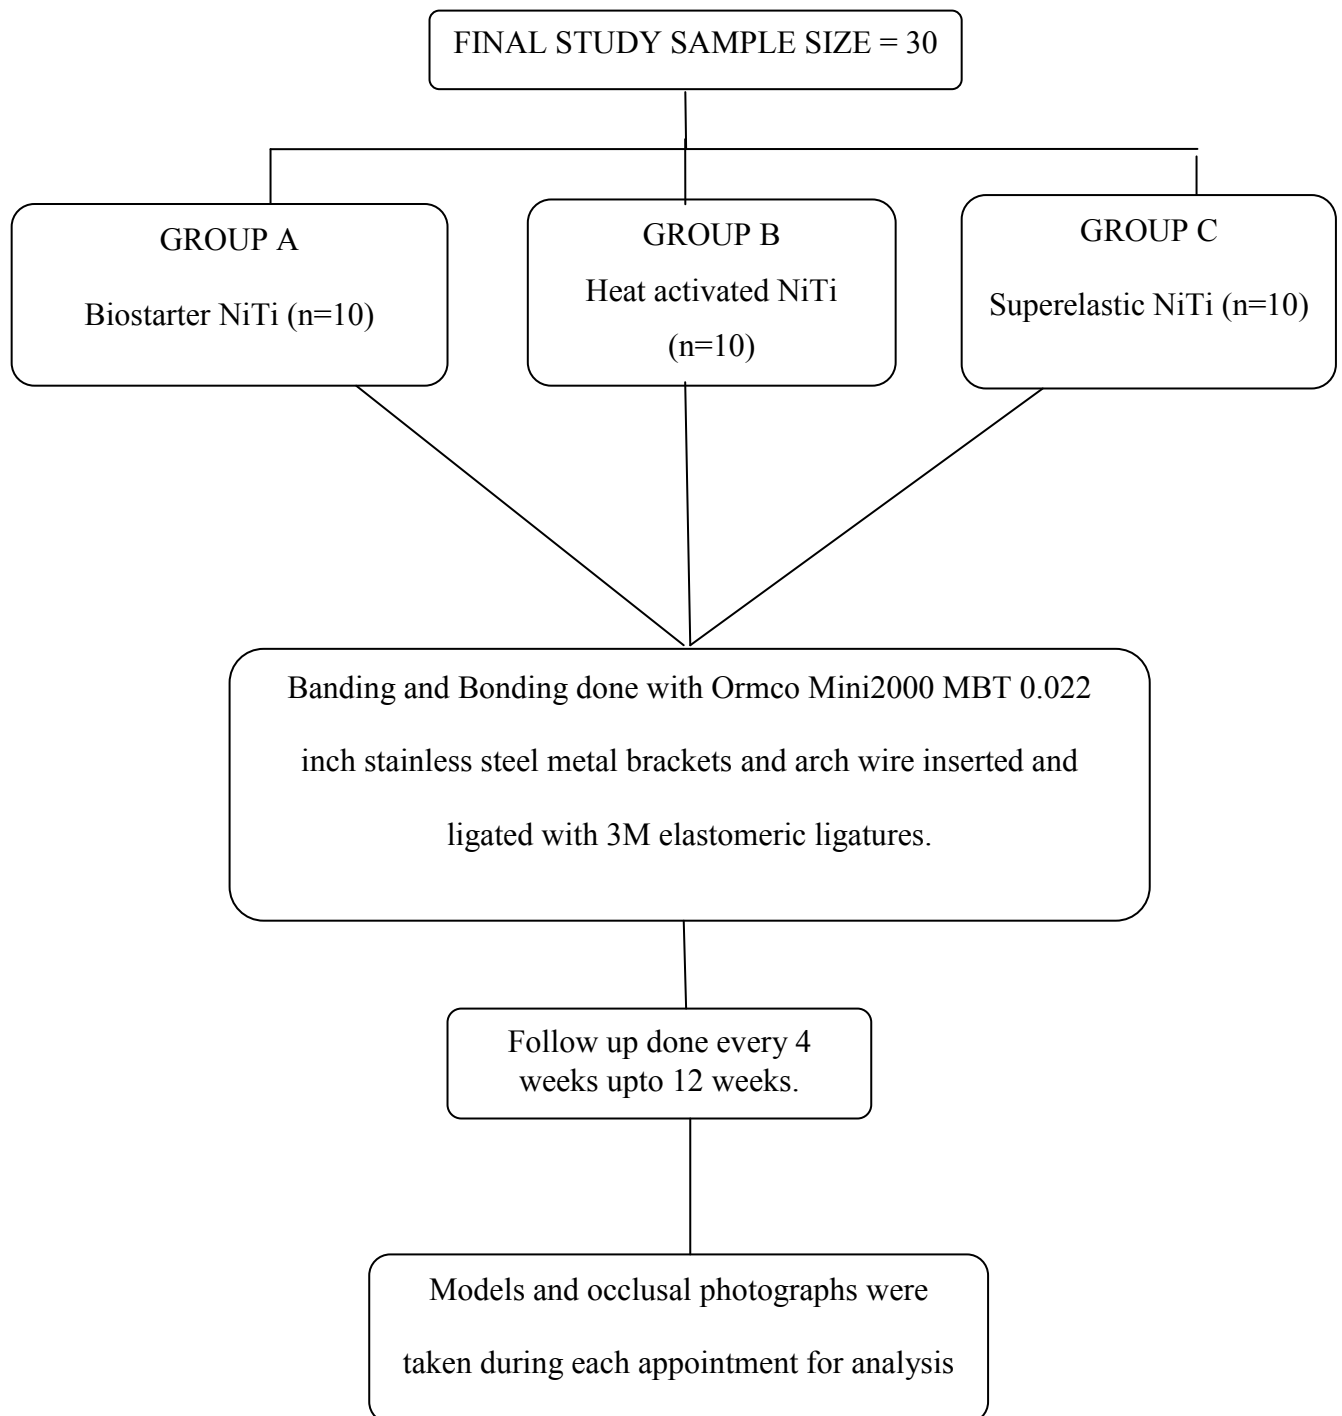 FINAL STUDY SAMPLE SIZE = 30
GROUP A
Biostarter NiTi (n=10)
GROUP B
Heat activated NiTi
(n=10)
GROUP C
Superelastic NiTi (n=10)
Banding and Bonding done with Ormco Mini2000 MBT 0.022
inch stainless steel metal brackets and arch wire inserted and
ligated with 3M elastomeric ligatures.
Follow up done every 4
weeks upto 12 weeks.
Models and occlusal photographs were
taken during each appointment for analysis